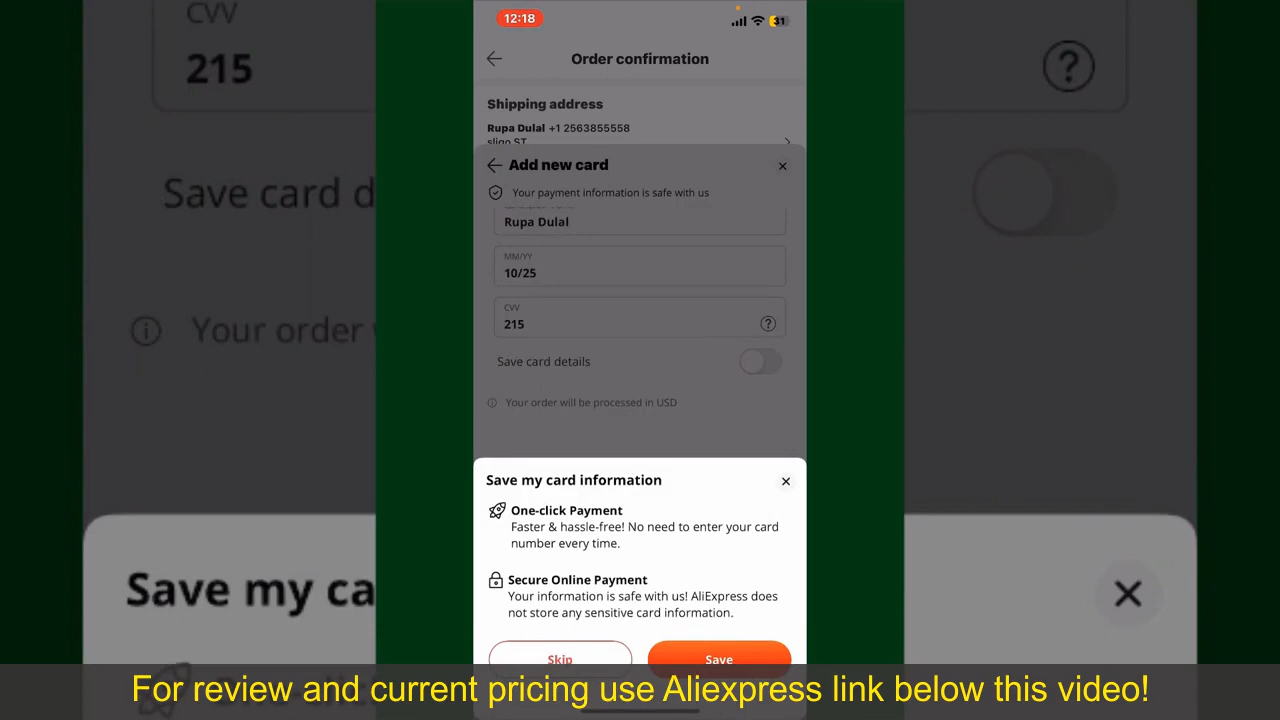 CVV
215
Save card d
Your order
Save my ca
12:18
31
Order confirmation
Shipping address
Rupa Dulal +1 2563855558
sligo ST
Add new card
Your payment information is safe with us
Rupa Dulal
MM/YY
10/25
CVV
215
Save card details
Your order will be processed in USD
Save my card information
One-click Payment
Faster & hassle-free! No need to enter your card
number every time.
Secure Online Payment
Your information is safe with us! AliExpress does
not store any sensitive card information.
Skip
Save
For review and current pricing use Aliexpress link below this video!